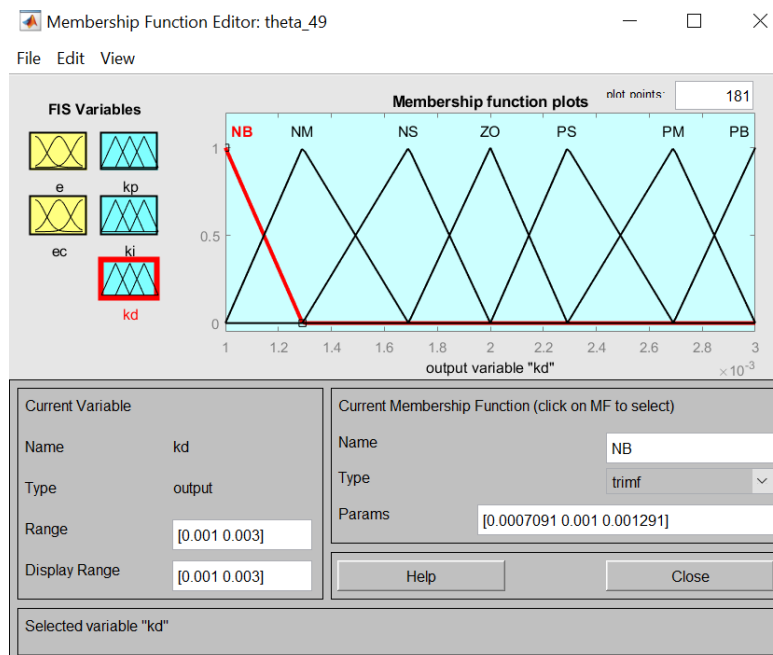 Membership Function Editor: theta_49
File Edit View
FIS Variables
Membership function plots
plot points:
181
e
kp
ec
ki
kd
NB NM NS ZO PS PM PB
1
0.5
0
1 1.2 1.4 1.6 1.8 2 2.2 2.4 2.6 2.8 3
output variable "kd"
×10⁻³
Current Variable
Name kd
Type output
Range [0.001 0.003]
Display Range [0.001 0.003]
Current Membership Function (click on MF to select)
Name NB
Type trimf
Params [0.0007091 0.001 0.001291]
Help Close
Selected variable "kd"